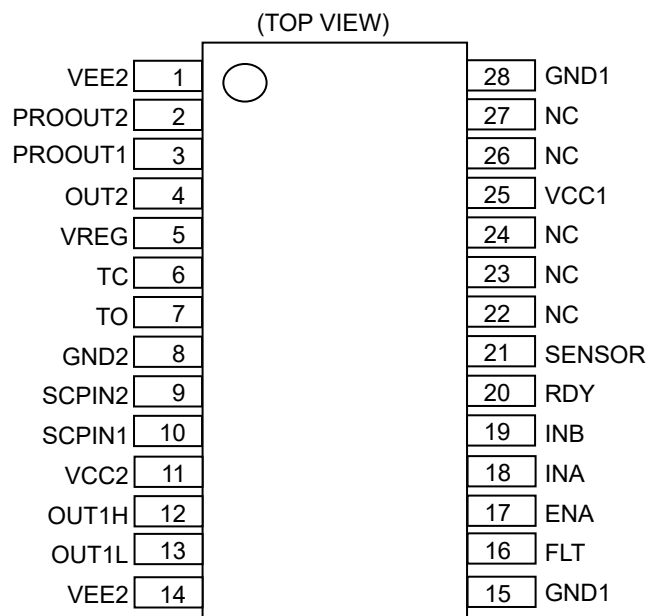 (TOP VIEW)
VEE2 1 28 GND1
PROOUT2 2 27 NC
PROOUT1 3 26 NC
OUT2 4 25 VCC1
VREG 5 24 NC
TC 6 23 NC
TO 7 22 NC
GND2 8 21 SENSOR
SCPIN2 9 20 RDY
SCPIN1 10 19 INB
VCC2 11 18 INA
OUT1H 12 17 ENA
OUT1L 13 16 FLT
VEE2 14 15 GND1